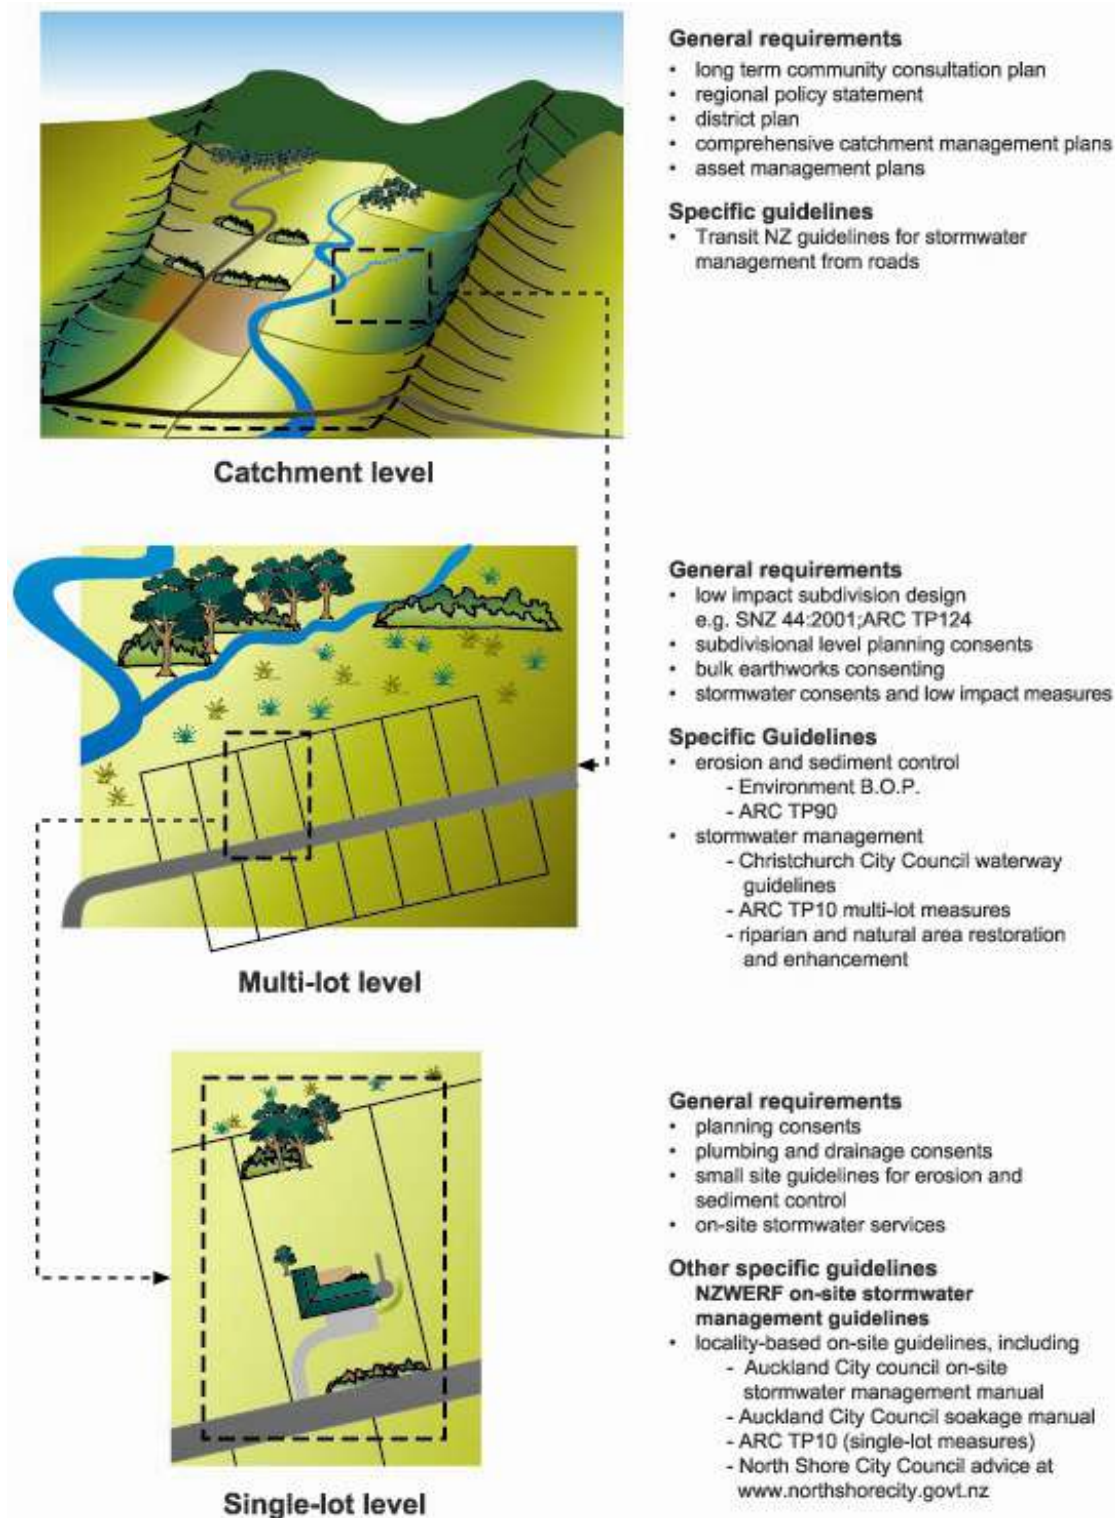 General requirements
• long term community consultation plan
• regional policy statement
• district plan
• comprehensive catchment management plans
• asset management plans
Specific guidelines
• Transit NZ guidelines for stormwater
management from roads
Catchment level
General requirements
• low impact subdivision design
e.g. SNZ 44:2001;ARC TP124
• subdivisional level planning consents
• bulk earthworks consenting
• stormwater consents and low impact measures
Specific Guidelines
• erosion and sediment control
- Environment B.O.P.
- ARC TP90
• stormwater management
- Christchurch City Council waterway
guidelines
- ARC TP10 multi-lot measures
- riparian and natural area restoration
and enhancement
Multi-lot level
General requirements
• planning consents
• plumbing and drainage consents
• small site guidelines for erosion and
sediment control
• on-site stormwater services
Other specific guidelines
NZWERF on-site stormwater
management guidelines
• locality-based on-site guidelines, including
- Auckland City council on-site
stormwater management manual
- Auckland City Council soakage manual
- ARC TP10 (single-lot measures)
- North Shore City Council advice at
www.northshorecity.govt.nz
Single-lot level